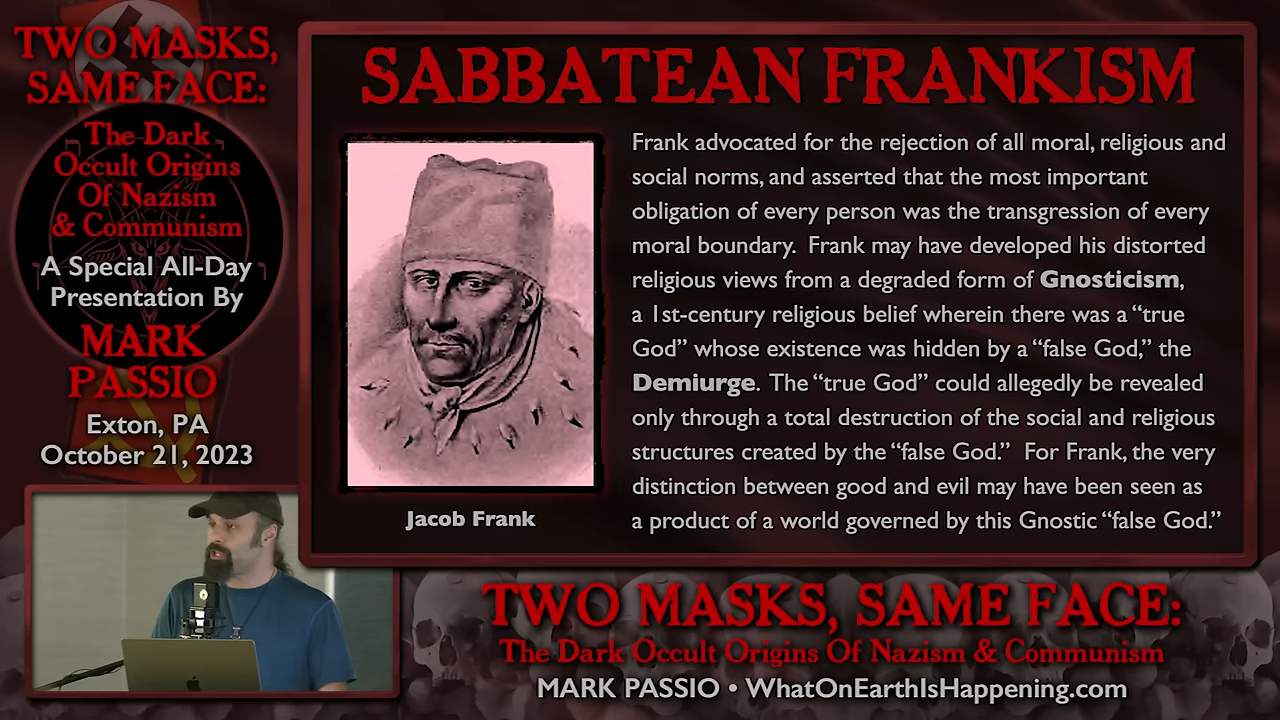 TWO MASKS,
SAME FACE:
The Dark
Occult Origins
Of Nazism
& Communism
A Special All-Day
Presentation By
MARK
PASSIO
Exton, PA
October 21, 2023
SABBATEAN FRANKISM
Frank advocated for the rejection of all moral, religious and
social norms, and asserted that the most important
obligation of every person was the transgression of every
moral boundary. Frank may have developed his distorted
religious views from a degraded form of Gnosticism,
a 1st-century religious belief wherein there was a “true
God” whose existence was hidden by a “false God,” the
Demiurge. The “true God” could allegedly be revealed
only through a total destruction of the social and religious
structures created by the “false God.” For Frank, the very
distinction between good and evil may have been seen as
a product of a world governed by this Gnostic “false God.”
Jacob Frank
TWO MASKS, SAME FACE:
The Dark Occult Origins Of Nazism & Communism
MARK PASSIO • WhatOnEarthIsHappening.com